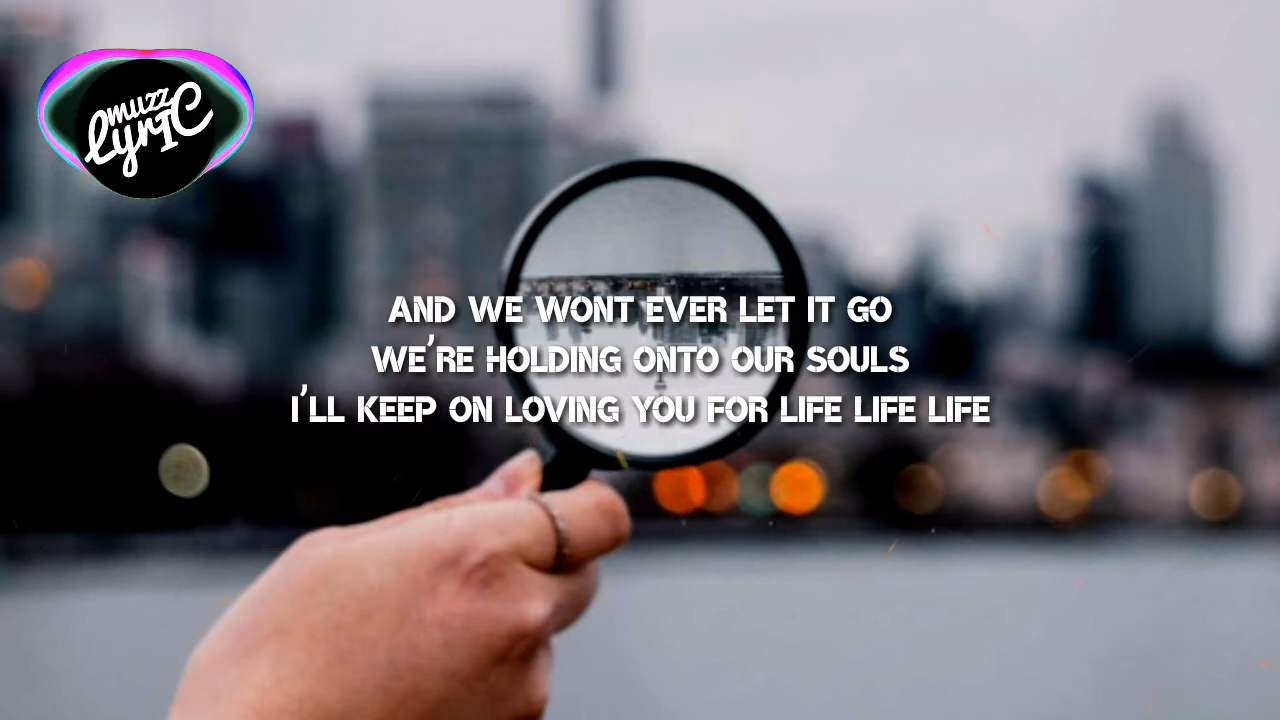 muzz
lyric
AND WE WONT EVER LET IT GO
WE'RE HOLDING ONTO OUR SOULS
I'LL KEEP ON LOVING YOU FOR LIFE LIFE LIFE